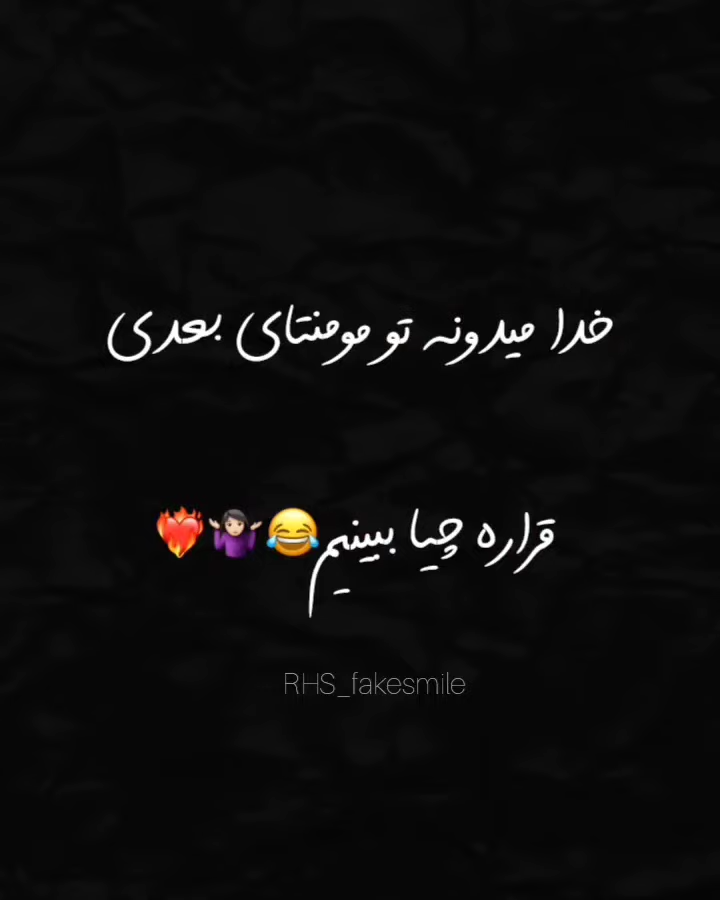 خدا میدونه تو مومنتای بعدی
قراره چیا ببینیم😂🤷🏻‍♀️❤️‍🔥
RHS_fakesmile